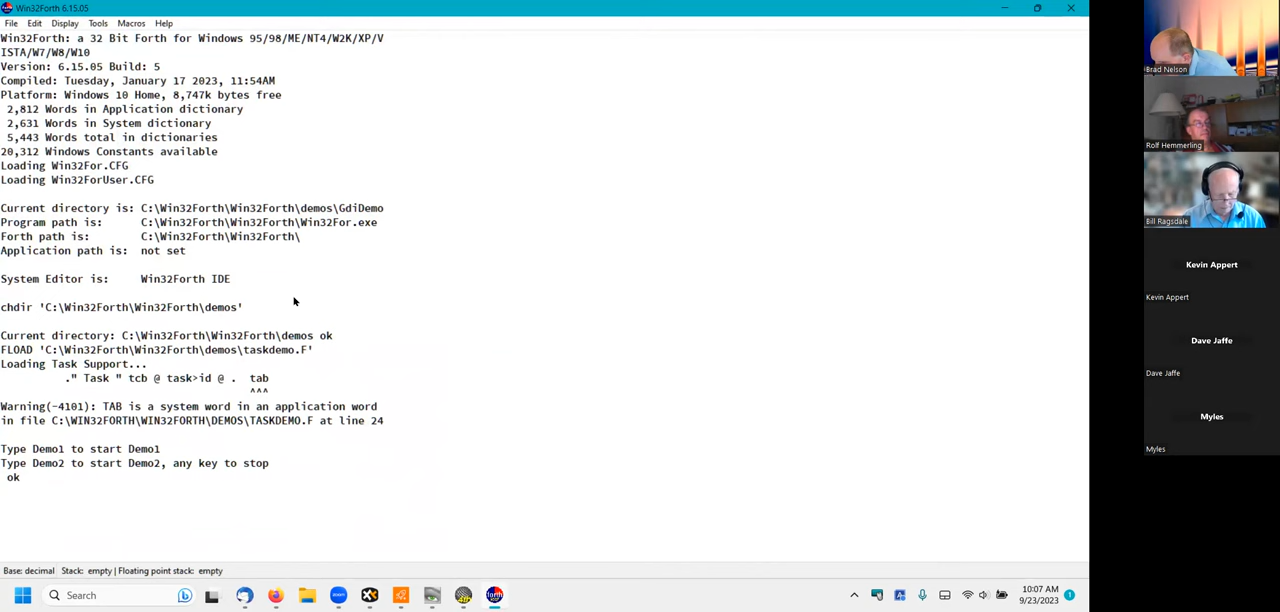 Win32Forth 6.15.05
File Edit Display Tools Macros Help
Win32Forth: a 32 Bit Forth for Windows 95/98/ME/NT4/W2K/XP/V
ISTA/W7/W8/W10
Version: 6.15.05 Build: 5
Compiled: Tuesday, January 17 2023, 11:54AM
Platform: Windows 10 Home, 8,747k bytes free
2,812 Words in Application dictionary
2,631 Words in System dictionary
5,443 Words total in dictionaries
20,312 Windows Constants available
Loading Win32For.CFG
Loading Win32ForUser.CFG
Current directory is: C:\Win32Forth\Win32Forth\demos\GdiDemo
Program path is: C:\Win32Forth\Win32Forth\Win32For.exe
Forth path is: C:\Win32Forth\Win32Forth\
Application path is: not set
System Editor is: Win32Forth IDE
chdir 'C:\Win32Forth\Win32Forth\demos'
Current directory: C:\Win32Forth\Win32Forth\demos ok
FLOAD 'C:\Win32Forth\Win32Forth\demos\taskdemo.F'
Loading Task Support...
." Task " tcb @ task>id @ . tab
^^^
Warning(-4101): TAB is a system word in an application word
in file C:\WIN32FORTH\WIN32FORTH\DEMOS\TASKDEMO.F at line 24
Type Demo1 to start Demo1
Type Demo2 to start Demo2, any key to stop
ok
Base: decimal Stack: empty | Floating point stack: empty
Search
10:07 AM
9/23/2023
Brad Nelson
Rolf Hemmerling
Bill Ragsdale
Kevin Appert
Kevin Appert
Dave Jaffe
Dave Jaffe
Myles
Myles